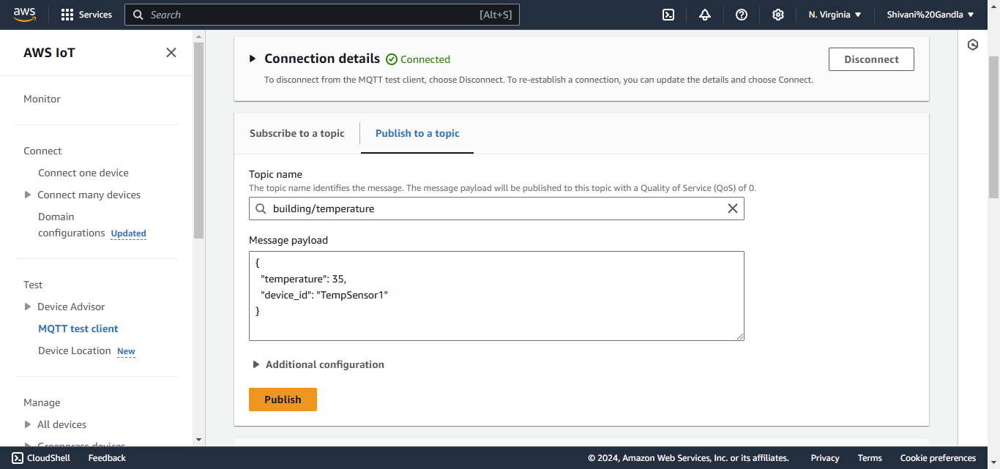 aws
Services
Search [Alt+S]
N. Virginia
Shivani%20Gandla
AWS IoT
Monitor
Connect
Connect one device
Connect many devices
Domain
configurations Updated
Test
Device Advisor
MQTT test client
Device Location New
Manage
All devices
Greengrass devices
Connection details Connected
Disconnect
To disconnect from the MQTT test client, choose Disconnect. To re-establish a connection, you can update the details and choose Connect.
Subscribe to a topic
Publish to a topic
Topic name
The topic name identifies the message. The message payload will be published to this topic with a Quality of Service (QoS) of 0.
building/temperature
Message payload
{
"temperature": 35,
"device_id": "TempSensor1"
}
Additional configuration
Publish
CloudShell
Feedback
© 2024, Amazon Web Services, Inc. or its affiliates.
Privacy
Terms
Cookie preferences